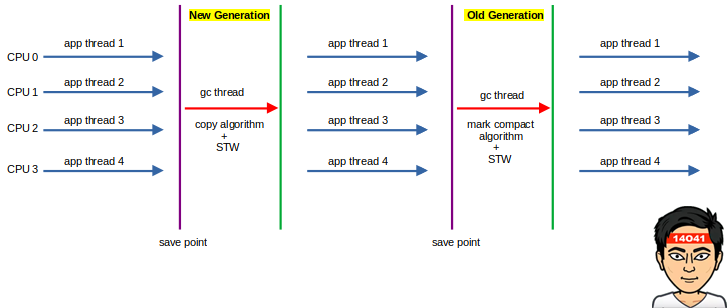 New Generation
Old Generation
app thread 1
app thread 1
app thread 1
CPU 0
app thread 2
app thread 2
app thread 2
CPU 1
gc thread
gc thread
app thread 3
app thread 3
app thread 3
CPU 2
copy algorithm
+
STW
mark compact
algorithm
+
STW
app thread 4
app thread 4
app thread 4
CPU 3
save point
save point
14041